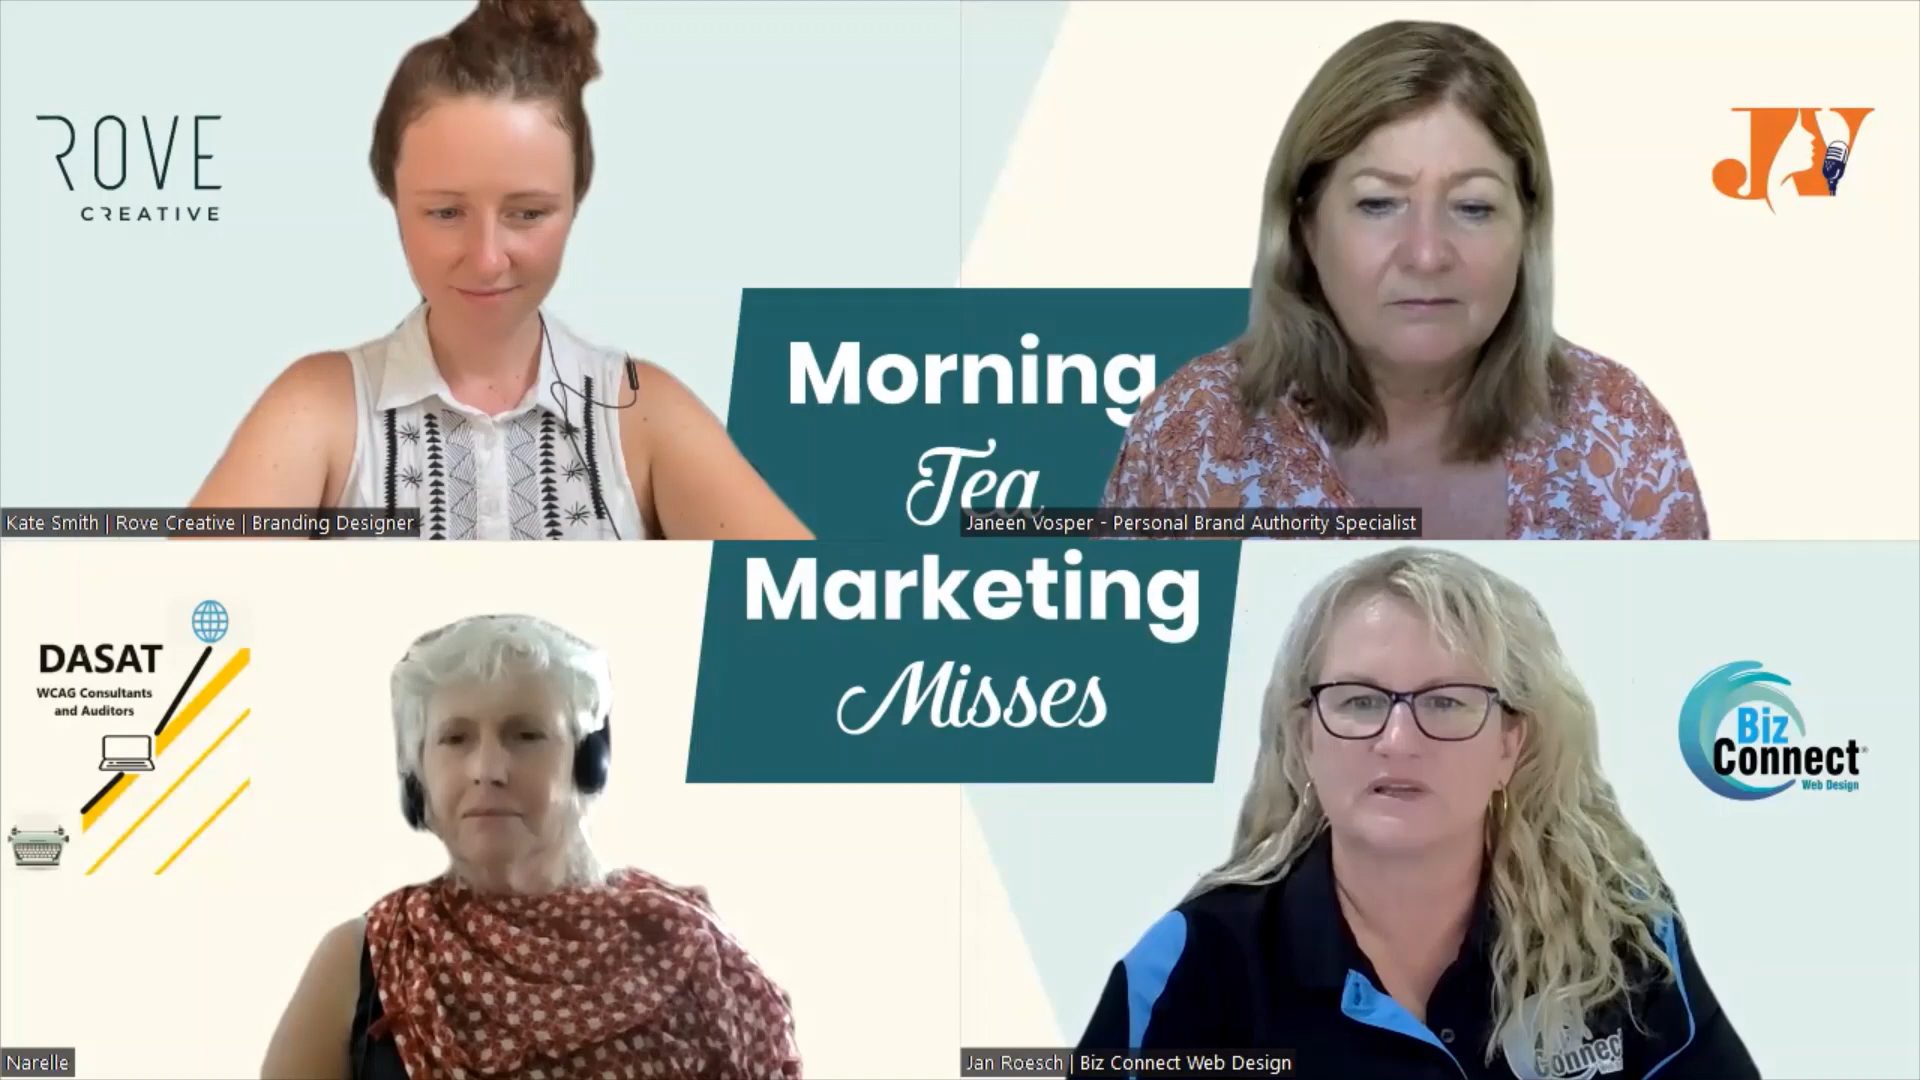 ROVE
CREATIVE
JV
Morning
Tea
Kate Smith | Rove Creative | Branding Designer
Janeen Vosper - Personal Brand Authority Specialist
Marketing
Misses
DASAT
WCAG Consultants
and Auditors
Biz
Connect®
Web Design
Connec
Narelle
Jan Roesch | Biz Connect Web Design